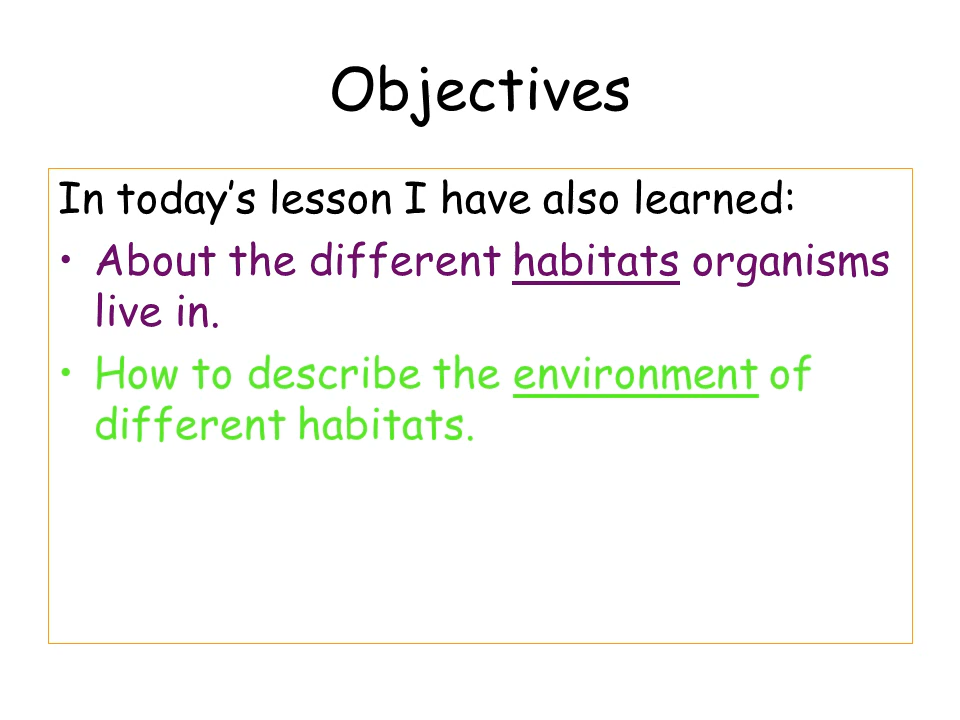 Objectives
In today’s lesson I have also learned:
• About the different habitats organisms
live in.
• How to describe the environment of
different habitats.